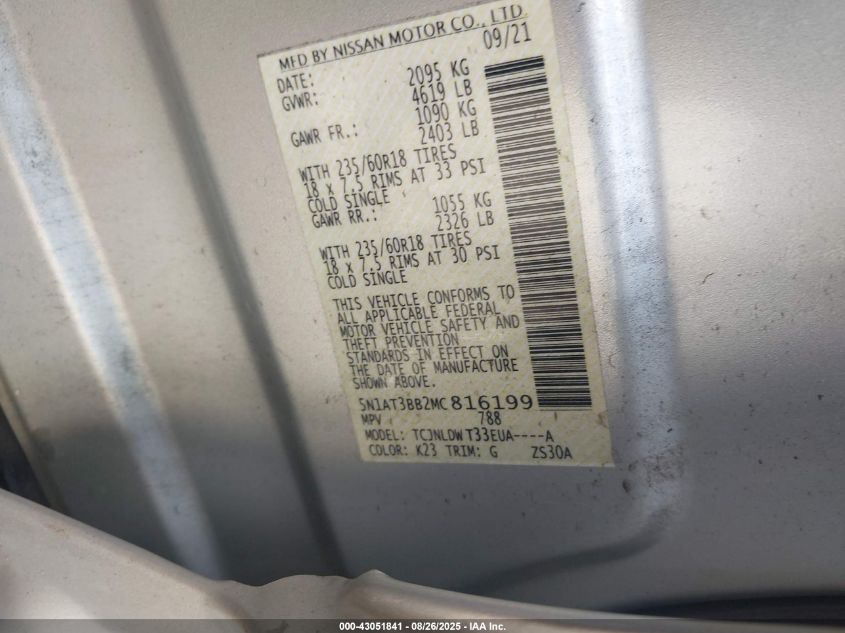 MFD BY NISSAN MOTOR CO., LTD
DATE: 09/21
GVWR: 2095 KG
4619 LB
GAWR FR.: 1090 KG
2403 LB
WITH 235/60R18 TIRES
18 x 7.5 RIMS AT 33 PSI
COLD SINGLE
GAWR RR.: 1055 KG
2326 LB
WITH 235/60R18 TIRES
18 x 7.5 RIMS AT 30 PSI
COLD SINGLE
THIS VEHICLE CONFORMS TO
ALL APPLICABLE FEDERAL
MOTOR VEHICLE SAFETY AND
THEFT PREVENTION
STANDARDS IN EFFECT ON
THE DATE OF MANUFACTURE
SHOWN ABOVE.
5N1AT3BB2MC816199
MPV 788
MODEL: TCJNLDWT33EUA----A
COLOR: K23 TRIM: G ZS30A
000-43051841 - 08/26/2025 - IAA Inc.